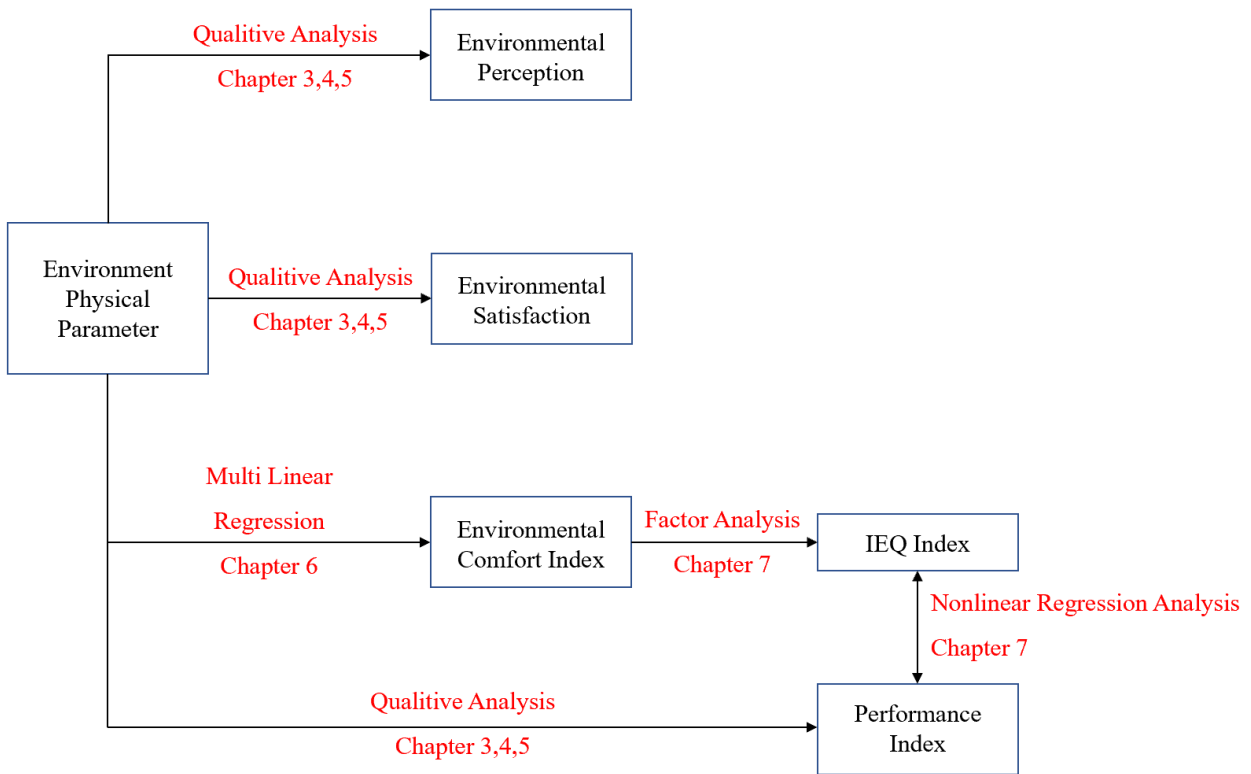 Qualitive Analysis
Chapter 3,4,5
Environmental
Perception
Environment
Physical
Parameter
Qualitive Analysis
Chapter 3,4,5
Environmental
Satisfaction
Multi Linear
Regression
Chapter 6
Environmental
Comfort Index
Factor Analysis
Chapter 7
IEQ Index
Nonlinear Regression Analysis
Chapter 7
Qualitive Analysis
Chapter 3,4,5
Performance
Index